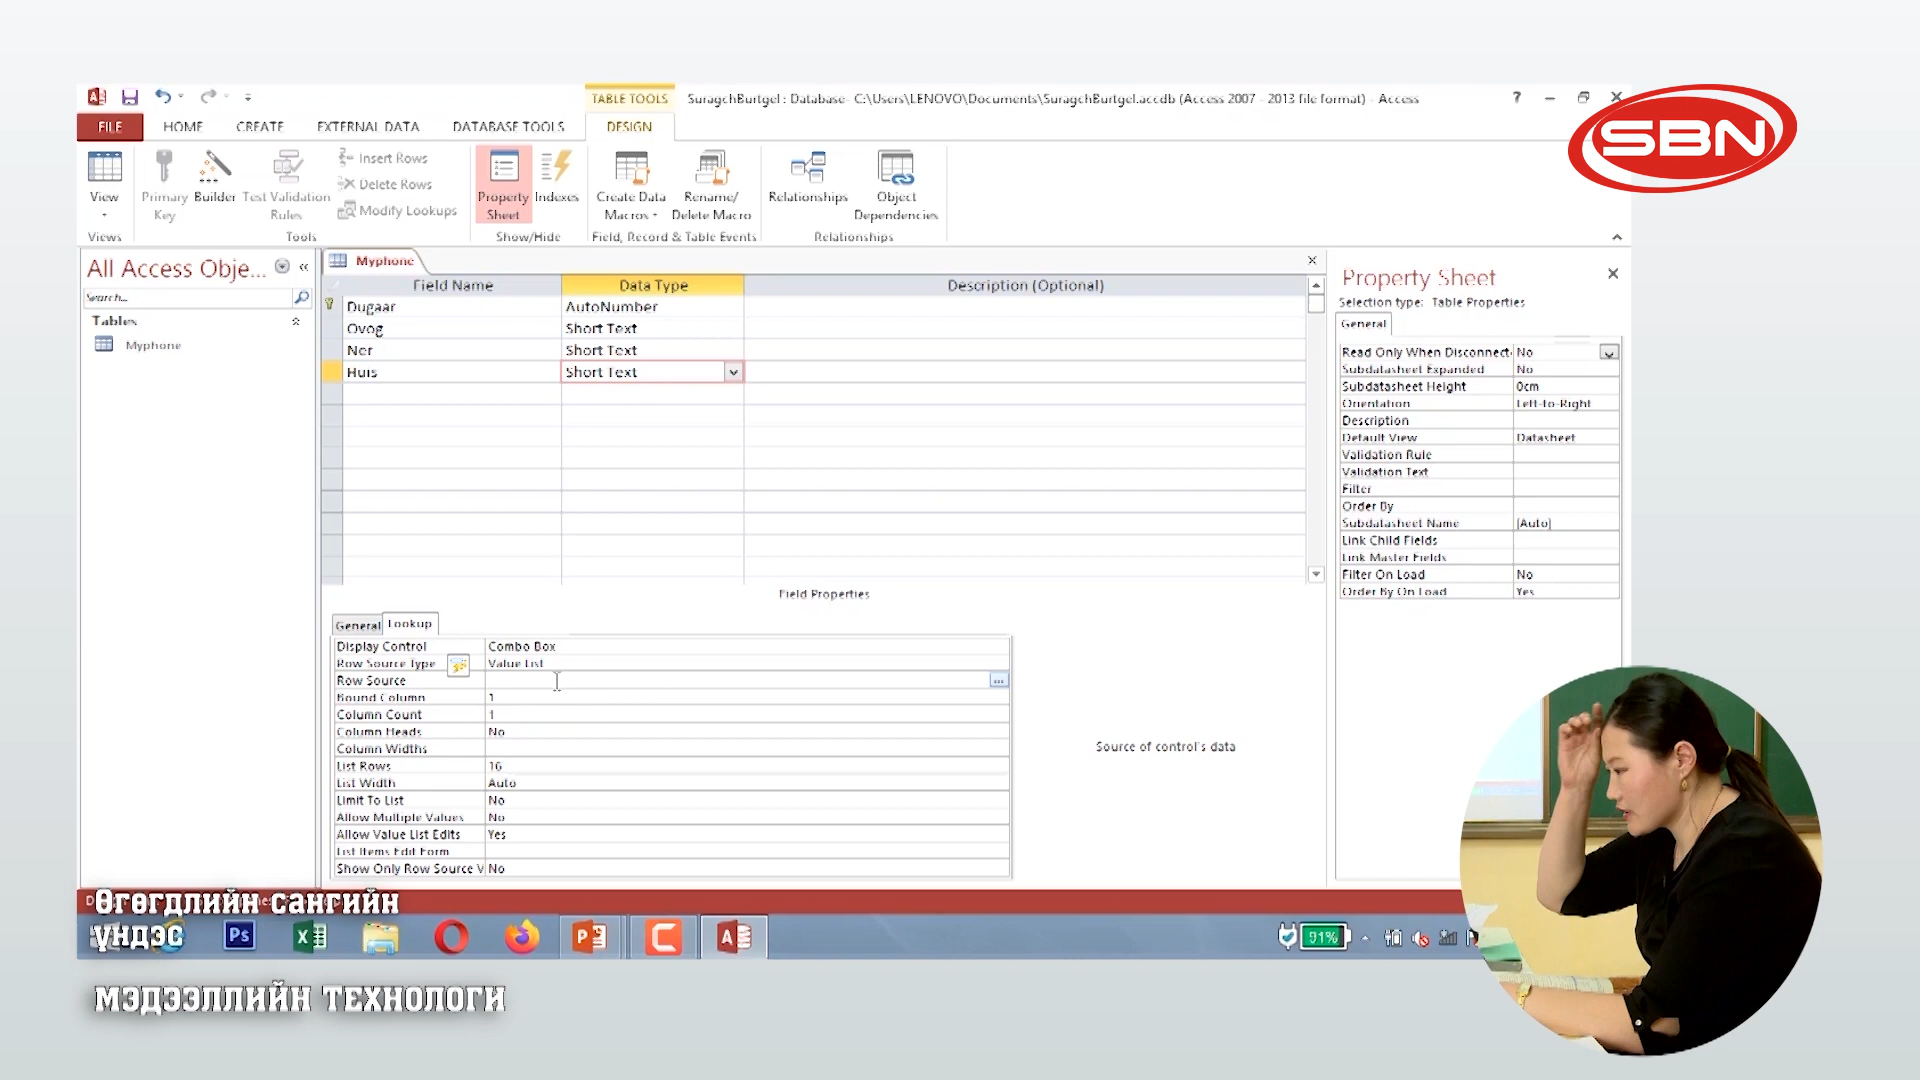 TABLE TOOLS
SuragchBurtgel : Database- C:\Users\LENOVO\Documents\SuragchBurtgel.accdb (Access 2007 - 2013 file format) - Access
?
SBN
FILE HOME CREATE EXTERNAL DATA DATABASE TOOLS DESIGN
View
Primary Key
Builder
Test Validation Rules
Insert Rows
Delete Rows
Modify Lookups
Property Sheet
Indexes
Create Data Macros
Rename/ Delete Macro
Relationships
Object Dependencies
Views
Tools
Show/Hide
Field, Record & Table Events
Relationships
All Access Obje...
Search...
Tables
Myphone
Myphone
Field Name Data Type Description (Optional)
Dugaar AutoNumber
Ovog Short Text
Ner Short Text
Huis Short Text
Field Properties
General Lookup
Display Control Combo Box
Row Source Type Value List
Row Source
Bound Column 1
Column Count 1
Column Heads No
Column Widths
List Rows 16
List Width Auto
Limit To List No
Allow Multiple Values No
Allow Value List Edits Yes
List Items Edit Form
Show Only Row Source V No
Source of control's data
Property Sheet
Selection type: Table Properties
General
Read Only When Disconnect No
Subdatasheet Expanded No
Subdatasheet Height 0cm
Orientation Left-to-Right
Description
Default View Datasheet
Validation Rule
Validation Text
Filter
Order By
Subdatasheet Name [Auto]
Link Child Fields
Link Master Fields
Filter On Load No
Order By On Load Yes
Өгөгдлийн сангийн
үндэс
Ps
91%
МЭДЭЭЛЛИЙН ТЕХНОЛОГИ